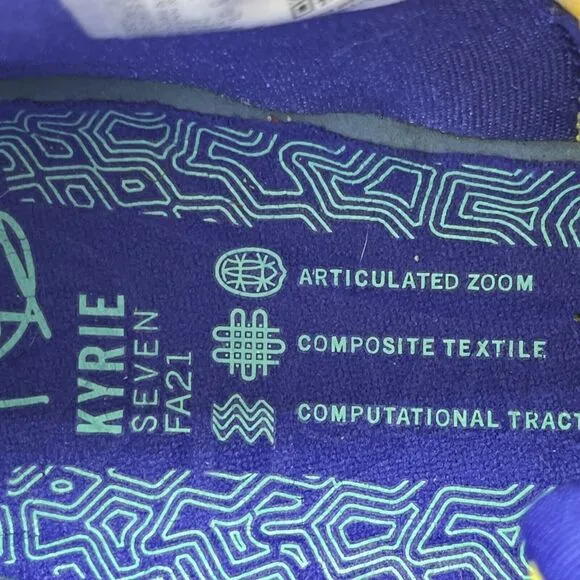 KYRIE
SEVEN
FA21
ARTICULATED ZOOM
COMPOSITE TEXTILE
COMPUTATIONAL TRACT